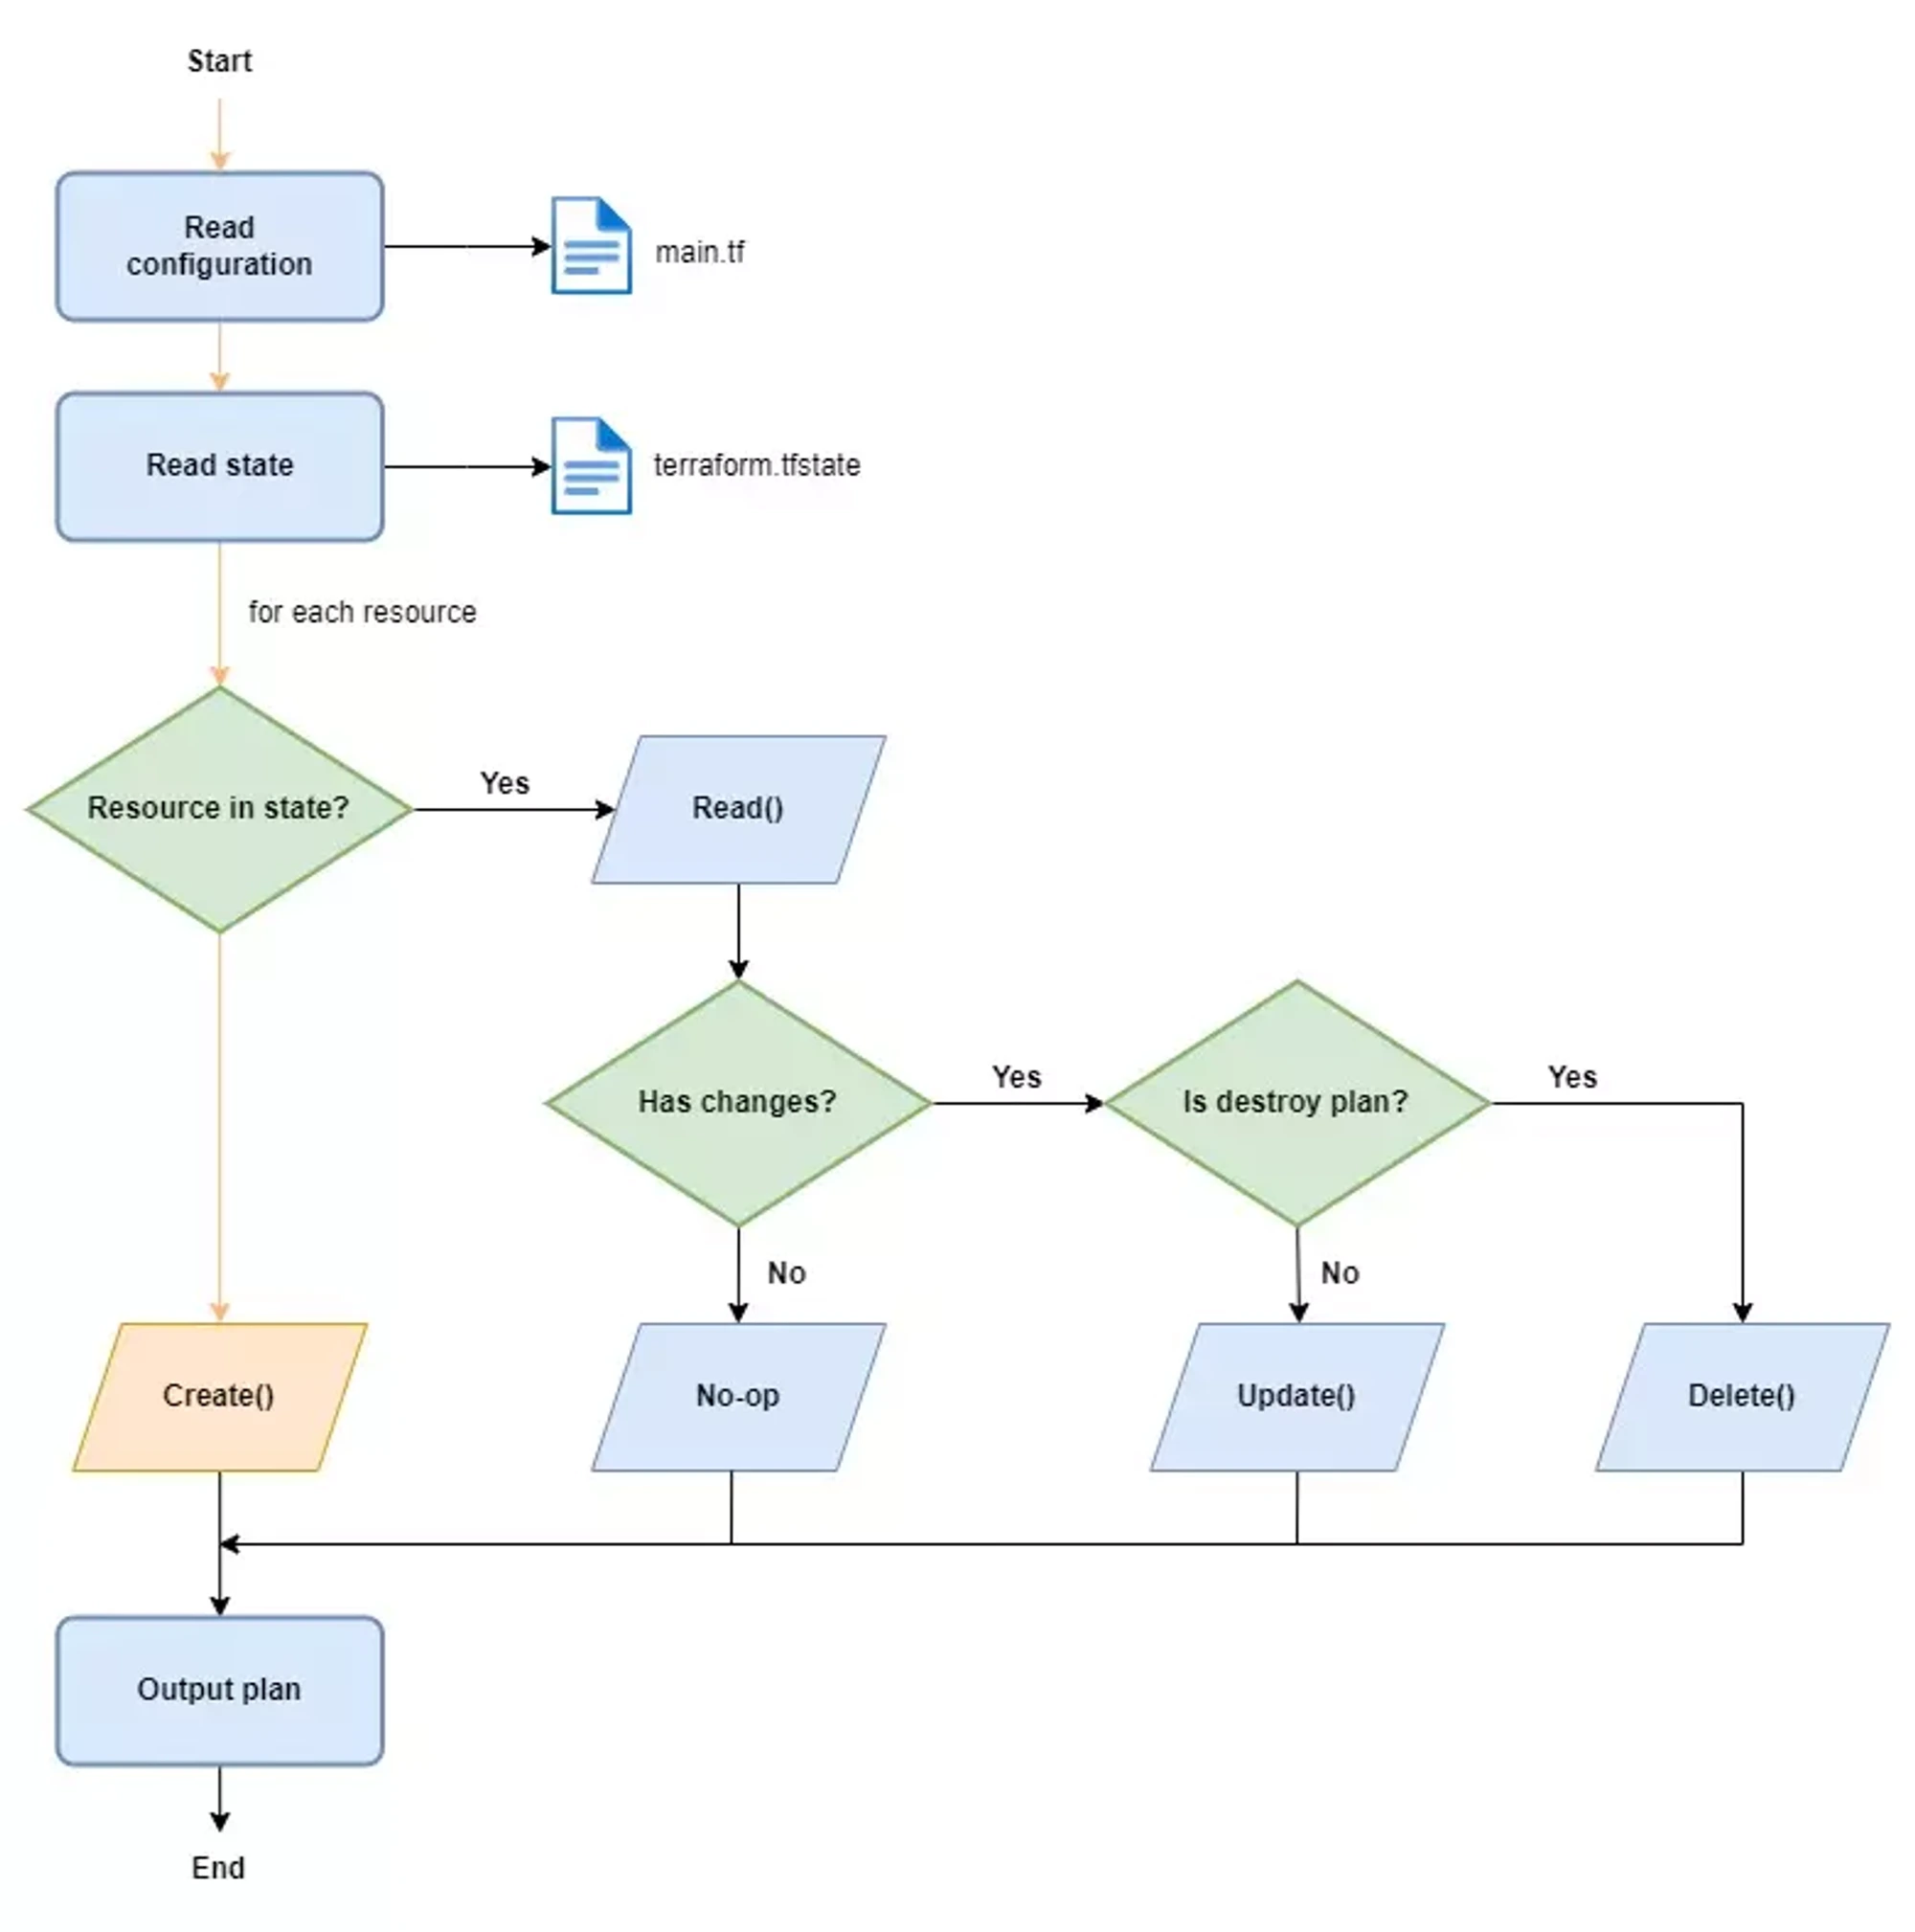 Start
Read
configuration
main.tf
Read state
terraform.tfstate
for each resource
Resource in state?
Yes
Read()
Has changes?
Yes
Is destroy plan?
Yes
No
No
Create()
No-op
Update()
Delete()
Output plan
End